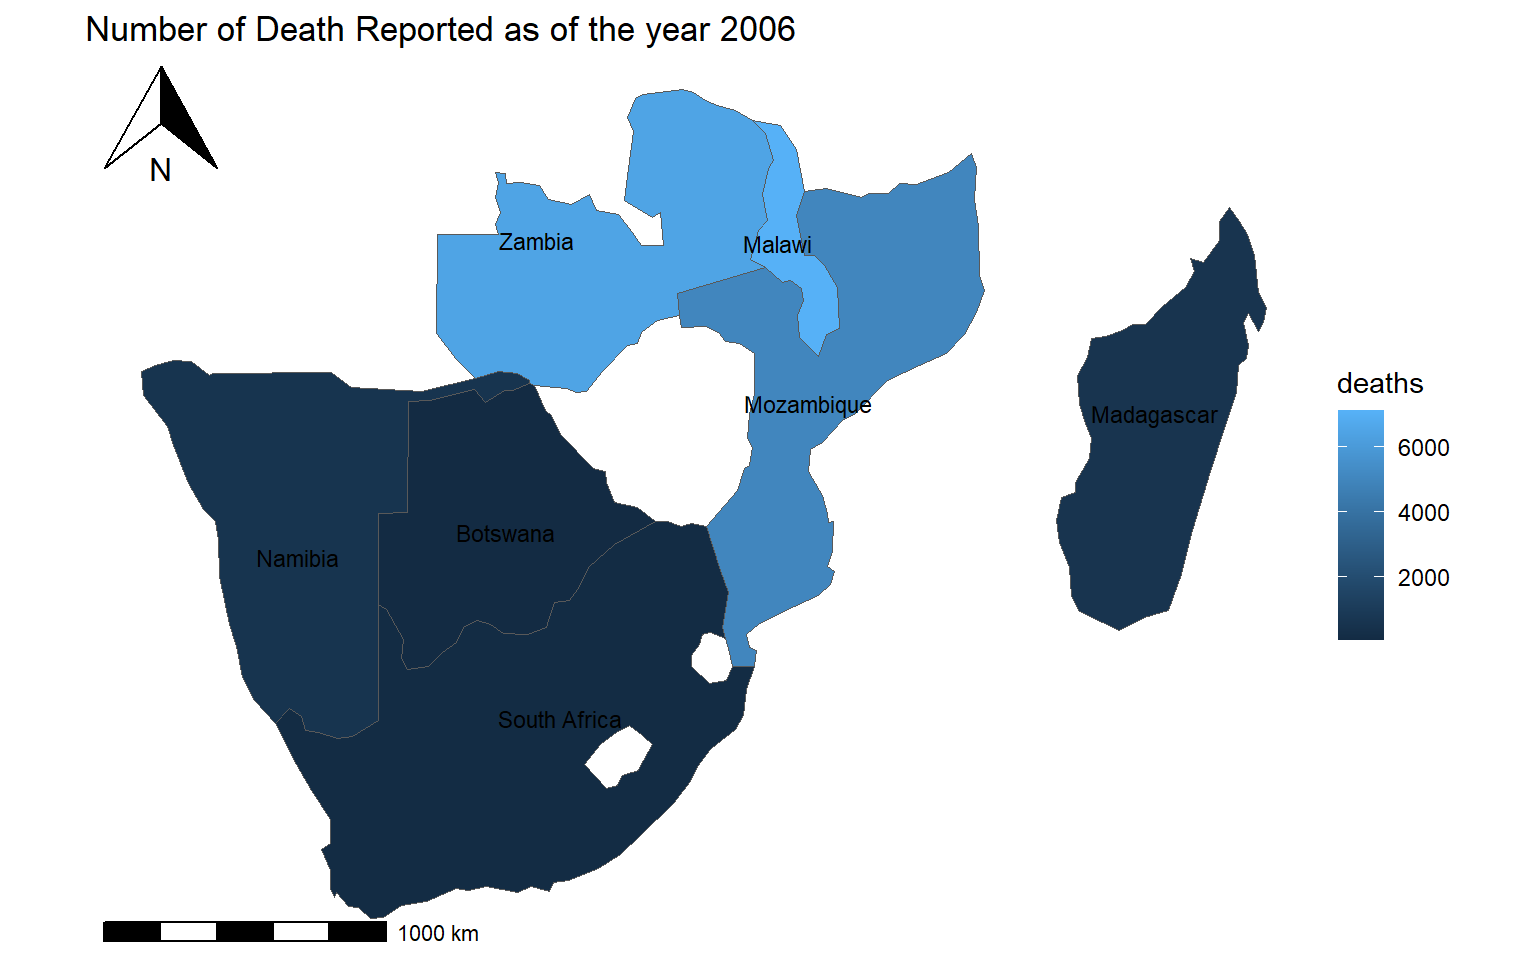 Number of Death Reported as of the year 2006
N
Zambia
Malawi
Mozambique
Madagascar
Botswana
Namibia
South Africa
deaths
6000
4000
2000
1000 km